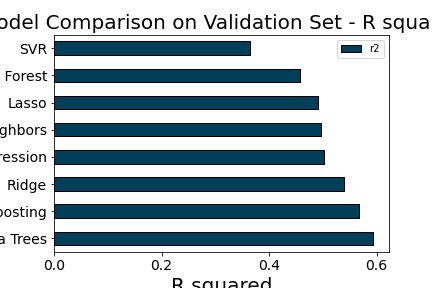 odel Comparison on Validation Set - R squa
r2
SVR
Forest
Lasso
ghbors
ression
Ridge
oosting
a Trees
0.0 0.2 0.4 0.6
R squared